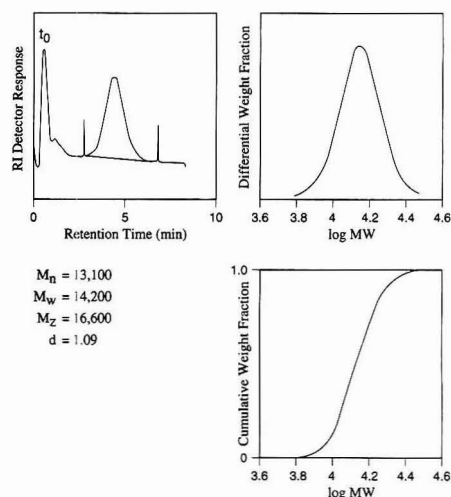 t0
RI Detector Response
0 5 10
Retention Time (min)
Differential Weight Fraction
3.6 3.8 4 4.2 4.4 4.6
log MW
Mn = 13,100
Mw = 14,200
MZ = 16,600
d = 1.09
1.0
Cumulative Weight Fraction
0
3.6 3.8 4 4.2 4.4 4.6
log MW